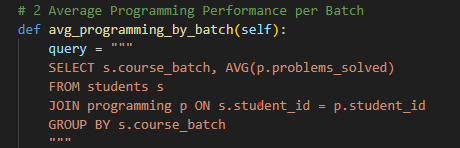 # 2 Average Programming Performance per Batch
def avg_programming_by_batch(self):
query = """
SELECT s.course_batch, AVG(p.problems_solved)
FROM students s
JOIN programming p ON s.student_id = p.student_id
GROUP BY s.course_batch
"""